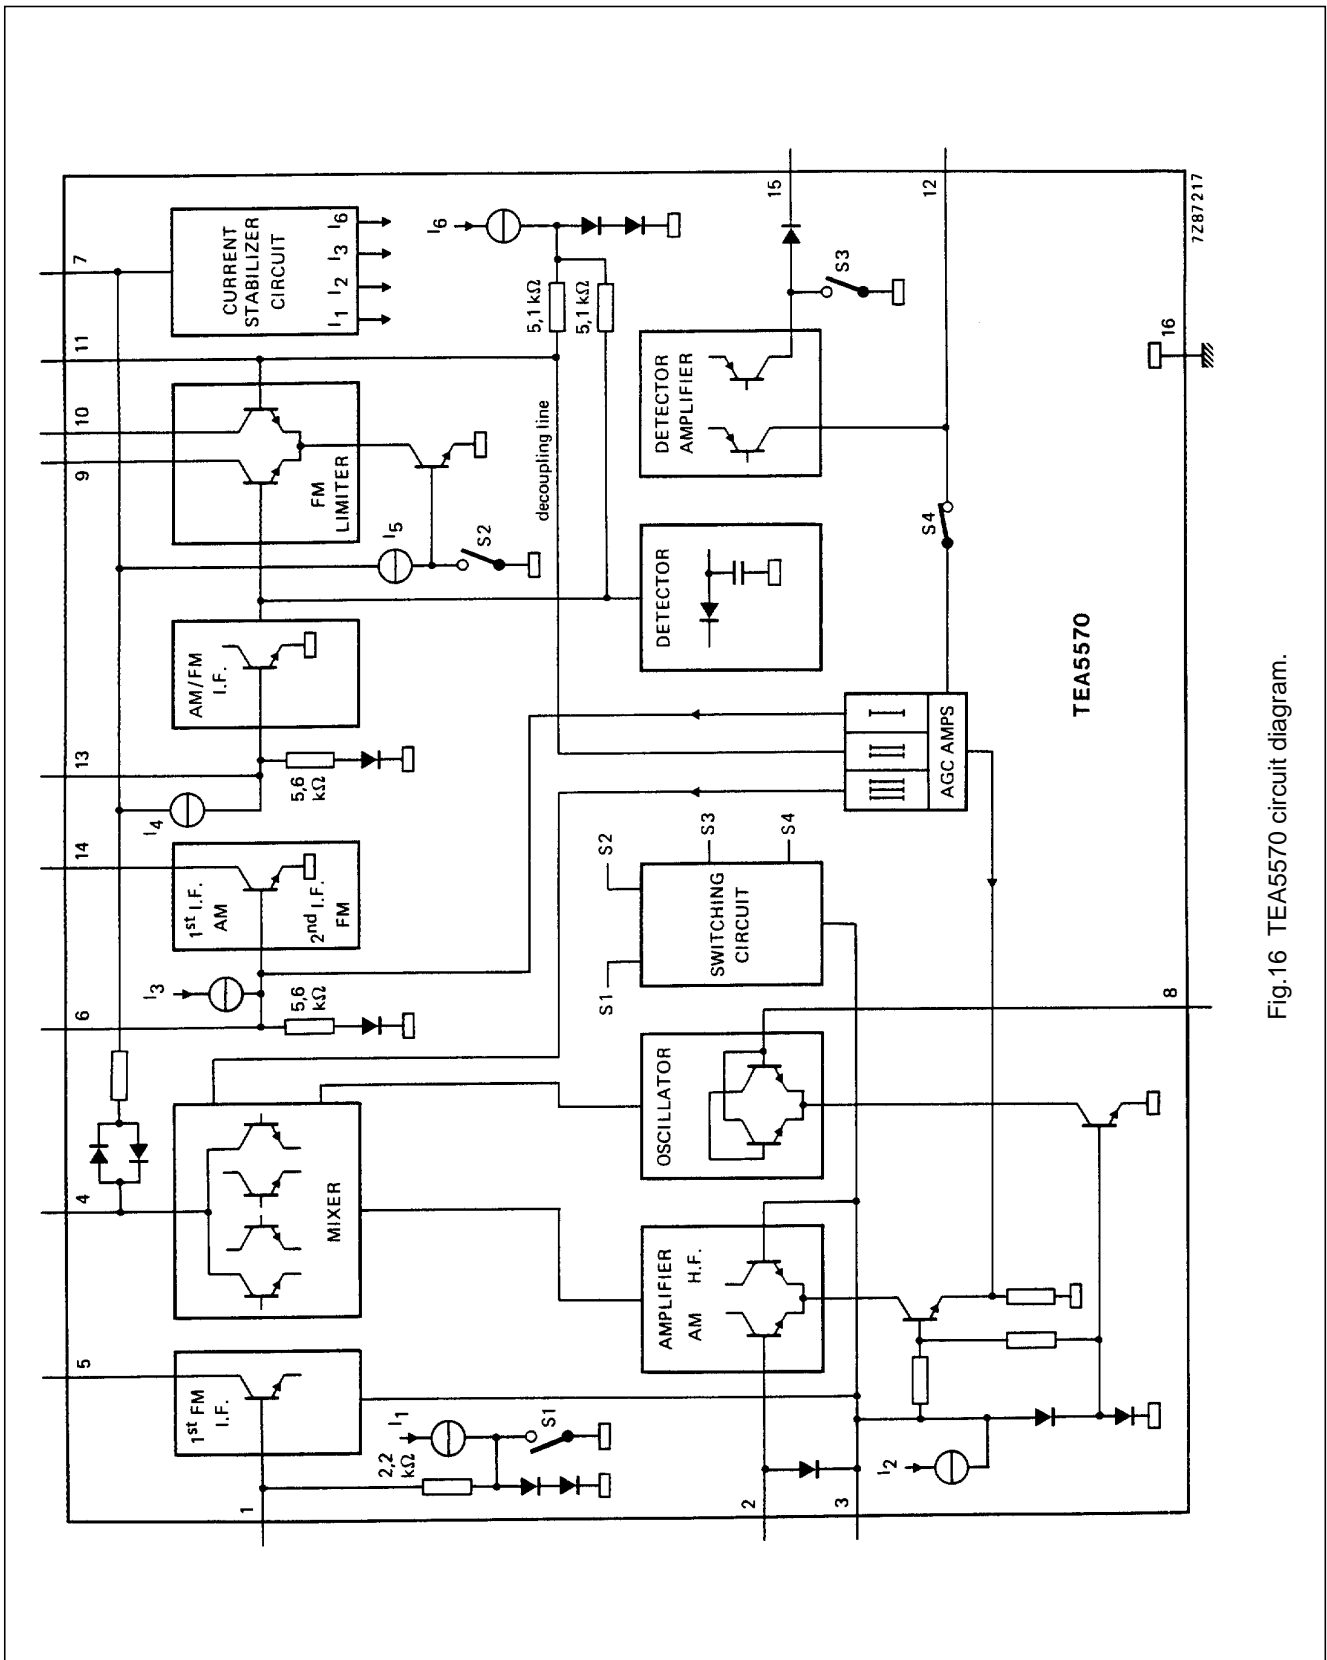 5
4
6
14
13
9
10
11
7
1st FM
I.F.
MIXER
I3
1st I.F.
AM
2nd I.F.
FM
I4
AM/FM
I.F.
FM
LIMITER
CURRENT
STABILIZER
CIRCUIT
I1
I2
I3
I6
1
2,2
kΩ
I1
S1
5,6
kΩ
5,6
kΩ
I5
S2
decoupling line
5,1 kΩ
5,1 kΩ
I6
2
3
AMPLIFIER
AM H.F.
OSCILLATOR
S1
S2
SWITCHING
CIRCUIT
S3
S4
DETECTOR
DETECTOR
AMPLIFIER
S3
15
III
II
I
AGC AMPS
S4
12
I2
8
TEA5570
16
7Z87217
Fig.16 TEA5570 circuit diagram.